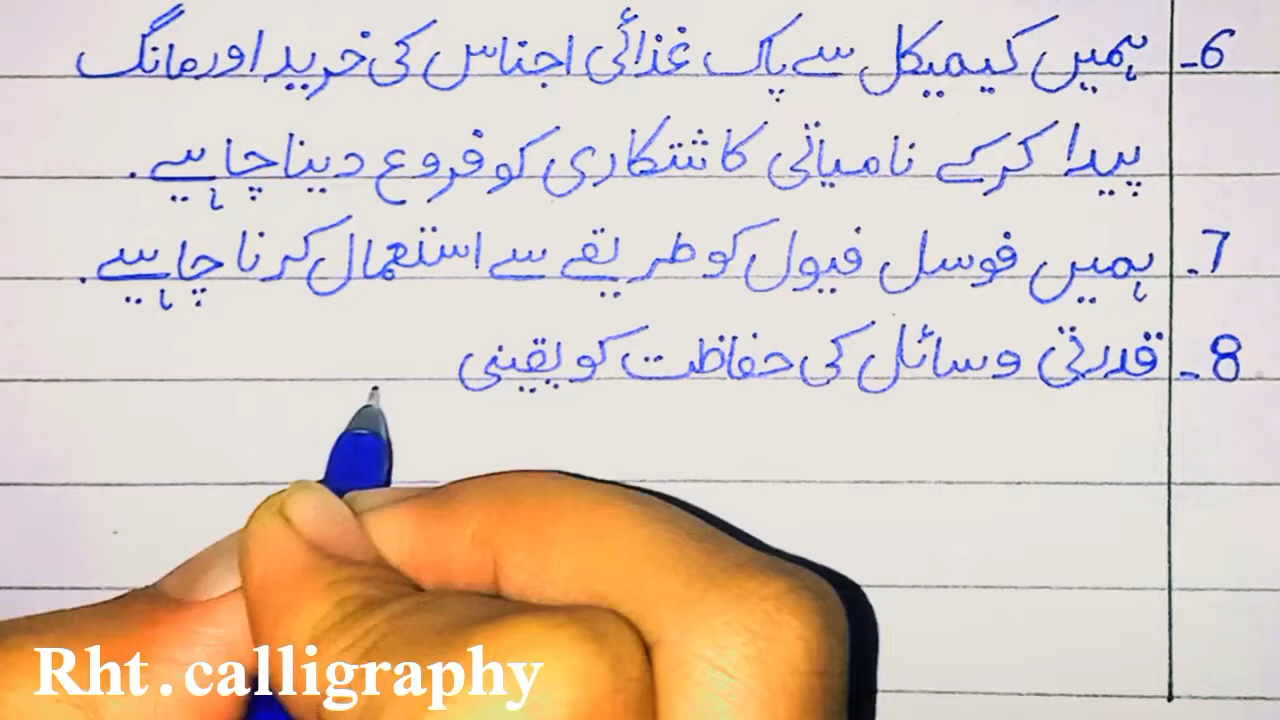 6۔ ہمیں کیمیکل سے پاک غذائی اجناس کی خرید اور مانگ
پیدا کرکے نامیاتی کاشتکاری کو فروع دینا چاہیے۔
7۔ ہمیں فوسل فیول کو طریقے سے استعمال کرنا چاہیے۔
8۔ قدرتی وسائل کی حفاظت کو یقینی
Rht.calligraphy